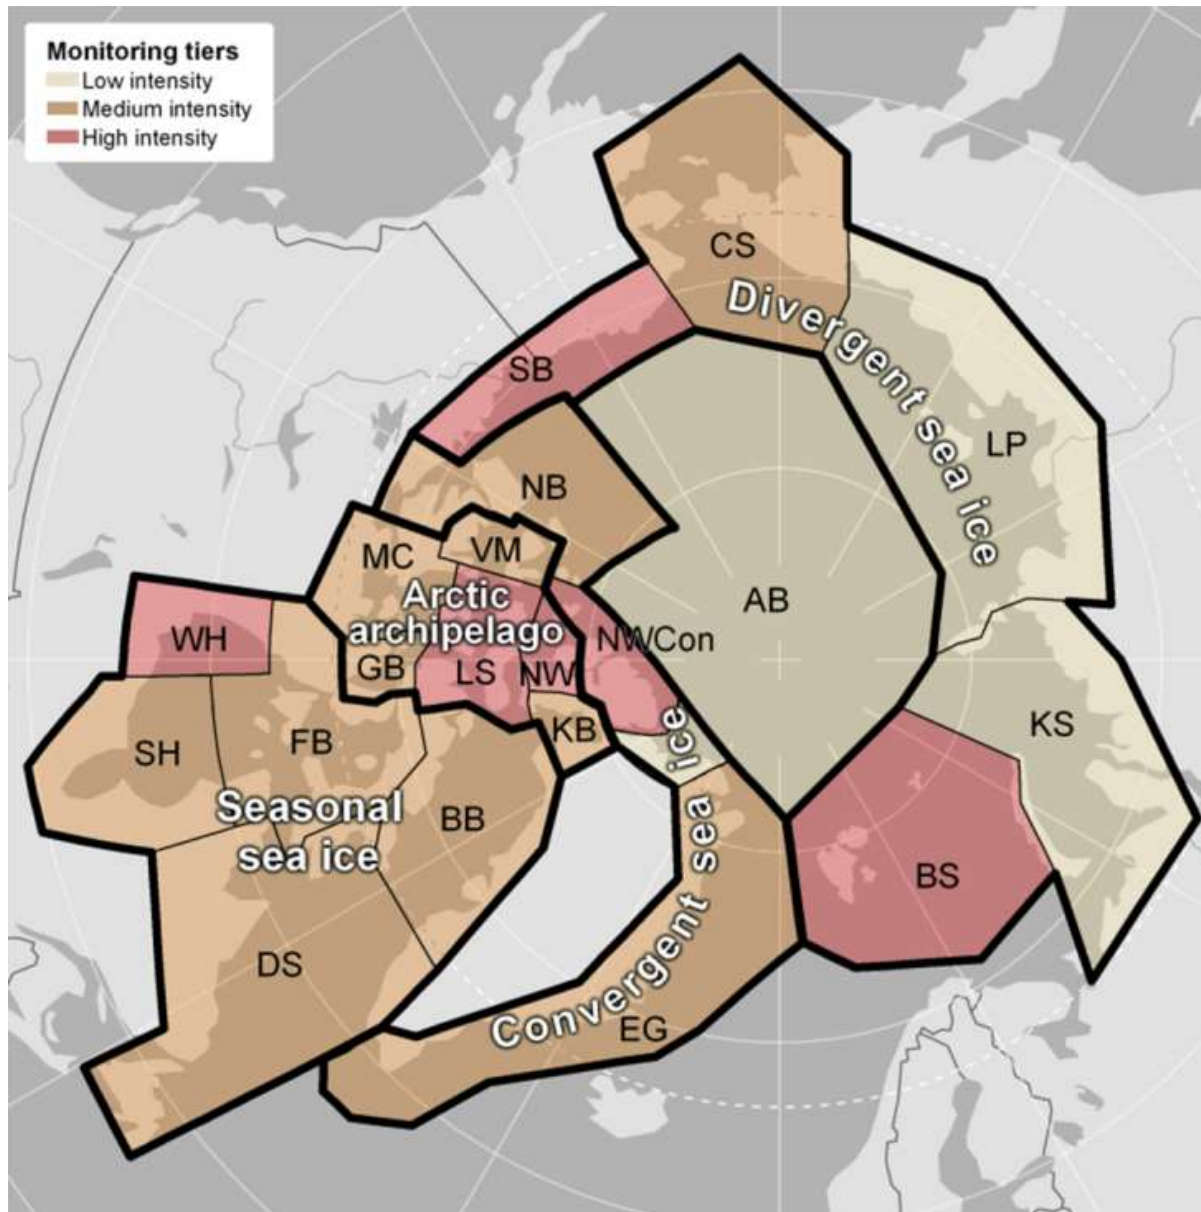 Monitoring tiers
Low intensity
Medium intensity
High intensity
CS
Divergent sea ice
SB
LP
NB
MC
VM
Arctic
archipelago
AB
WH
GB
LS
NW
NWCon
KB
SH
FB
KS
Seasonal
sea ice
BB
BS
DS
Convergent sea ice
EG